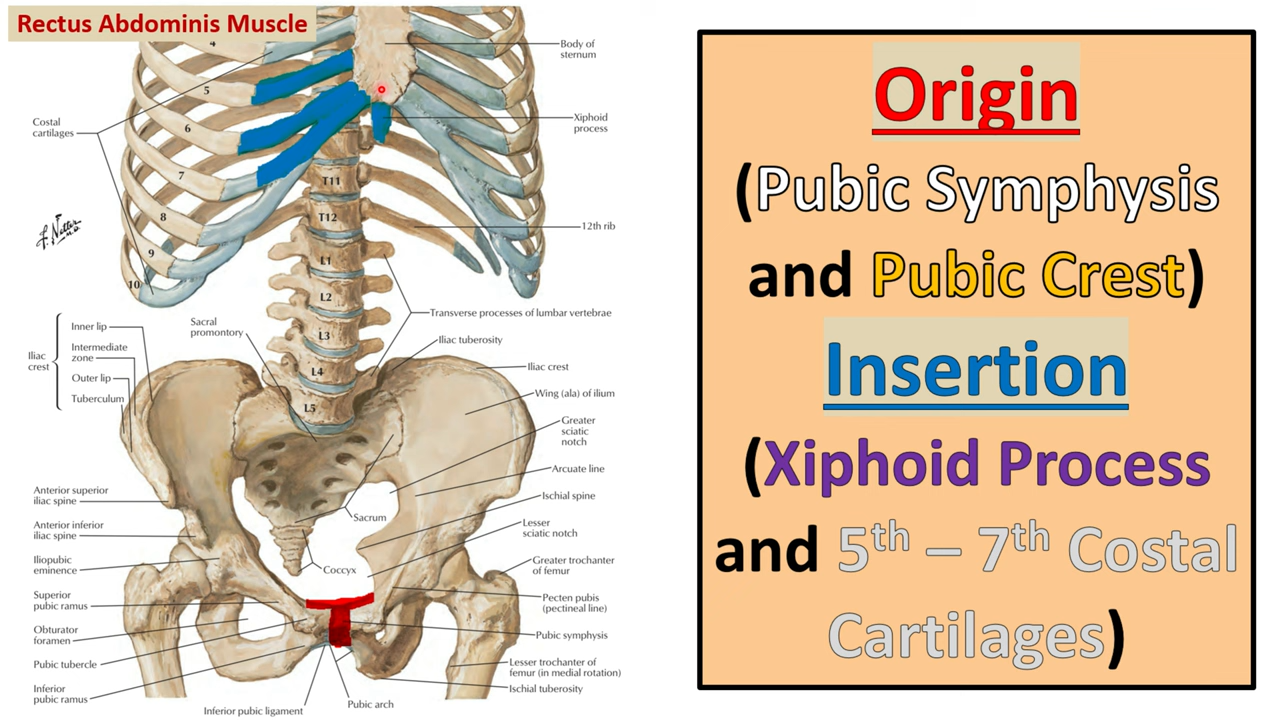 Rectus Abdominis Muscle
4
5
6
7
8
9
10
Costal
cartilages
Body of
sternum
Xiphoid
process
T11
T12
12th rib
L1
L2
L3
L4
L5
Transverse processes of lumbar vertebrae
Sacral
promontory
Iliac tuberosity
Iliac
crest
Inner lip
Intermediate
zone
Outer lip
Tuberculum
Iliac crest
Wing (ala) of ilium
Greater
sciatic
notch
Arcuate line
Ischial spine
Lesser
sciatic notch
Sacrum
Coccyx
Greater trochanter
of femur
Pecten pubis
(pectineal line)
Pubic symphysis
Lesser trochanter of
femur (in medial rotation)
Ischial tuberosity
Anterior superior
iliac spine
Anterior inferior
iliac spine
Iliopubic
eminence
Superior
pubic ramus
Obturator
foramen
Pubic tubercle
Inferior
pubic ramus
Inferior pubic ligament
Pubic arch
F. Netter
M.D.
Origin
(Pubic Symphysis
and Pubic Crest)
Insertion
(Xiphoid Process
and 5th – 7th Costal
Cartilages)